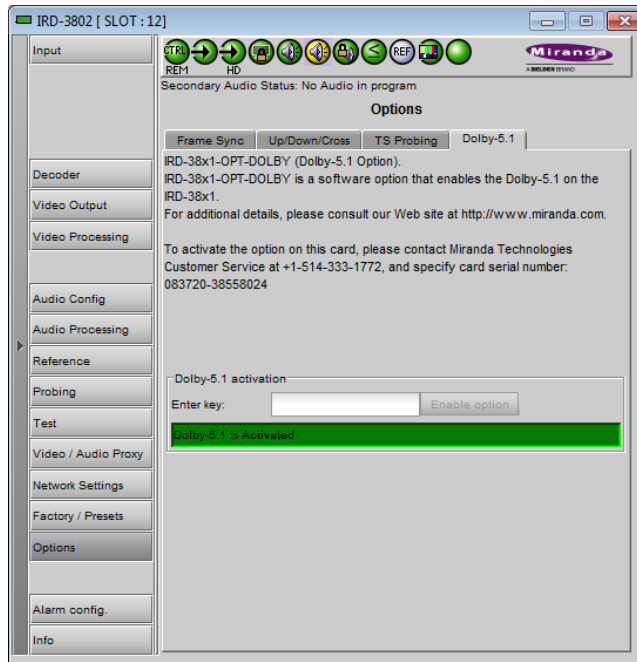 IRD-3802 [ SLOT : 12]
Input
CTRL
REF
REM
HD
Miranda
A BELDEN BRAND
Secondary Audio Status: No Audio in program
Options
Frame Sync
Up/Down/Cross
TS Probing
Dolby-5.1
IRD-38x1-OPT-DOLBY (Dolby-5.1 Option).
IRD-38x1-OPT-DOLBY is a software option that enables the Dolby-5.1 on the
IRD-38x1.
For additional details, please consult our Web site at http://www.miranda.com.
To activate the option on this card, please contact Miranda Technologies
Customer Service at +1-514-333-1772, and specify card serial number:
083720-38558024
Dolby-5.1 activation
Enter key:
Enable option
Dolby-5.1 is Activated
Decoder
Video Output
Video Processing
Audio Config
Audio Processing
Reference
Probing
Test
Video / Audio Proxy
Network Settings
Factory / Presets
Options
Alarm config.
Info